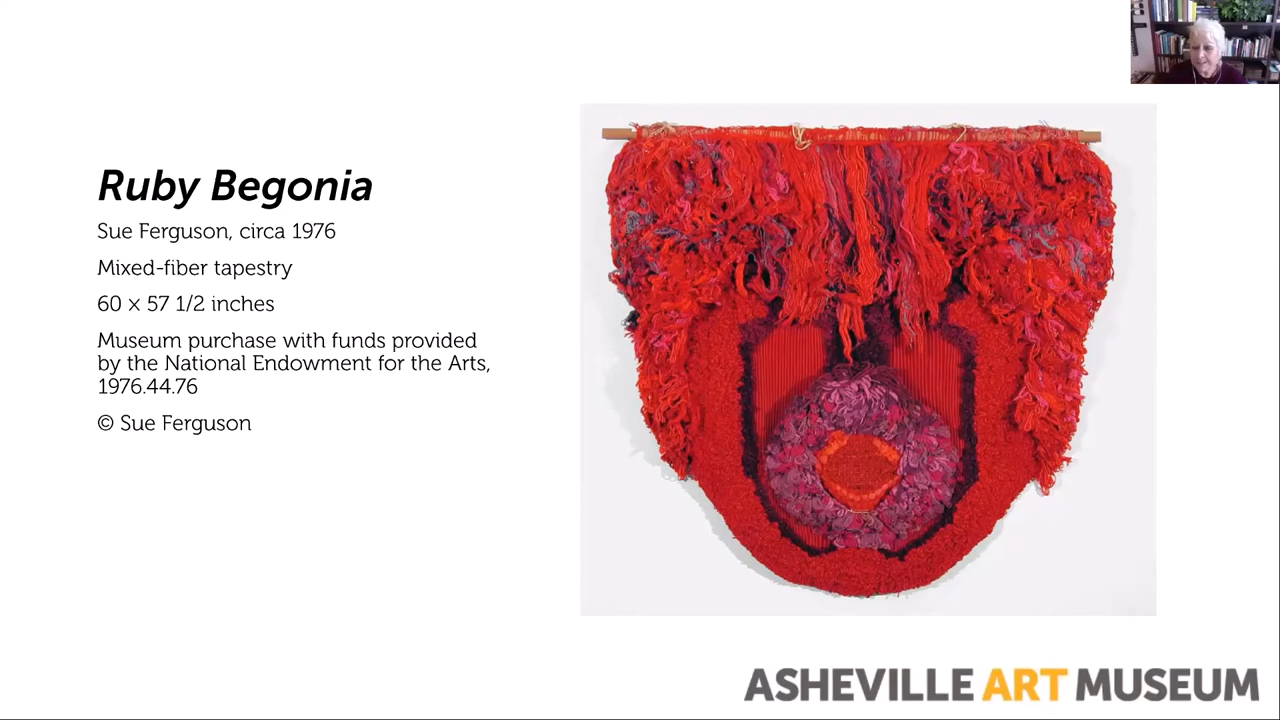 Ruby Begonia
Sue Ferguson, circa 1976
Mixed-fiber tapestry
60 × 57 1/2 inches
Museum purchase with funds provided
by the National Endowment for the Arts,
1976.44.76
© Sue Ferguson
ASHEVILLE ART MUSEUM